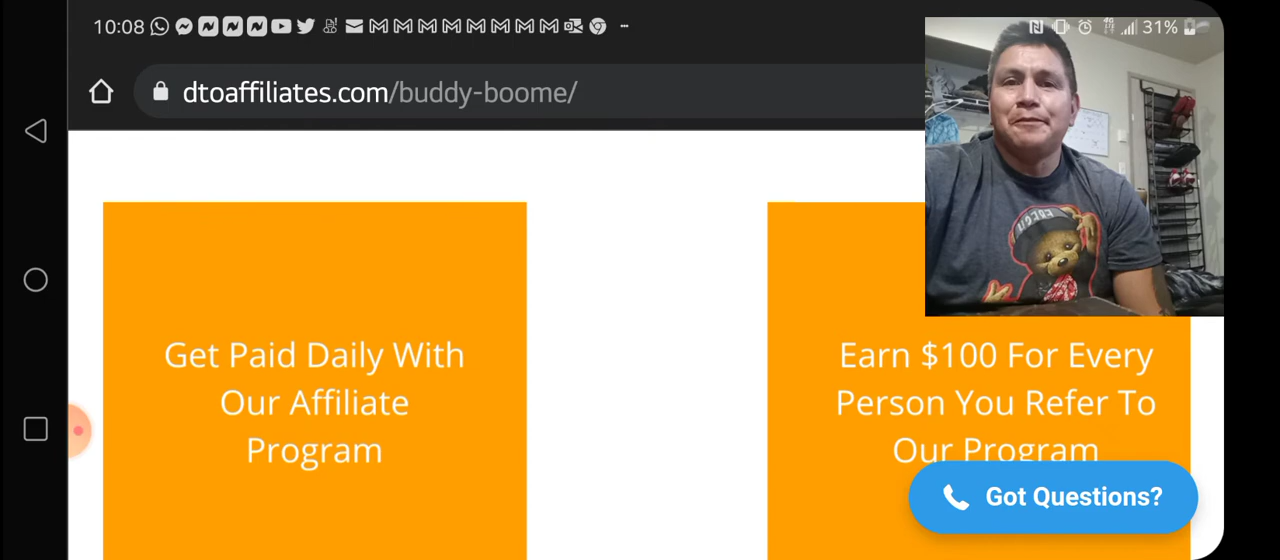 10:08
4G
31%
dtoaffiliates.com/buddy-boome/
Get Paid Daily With
Our Affiliate
Program
Earn $100 For Every
Person You Refer To
Our Program
Got Questions?